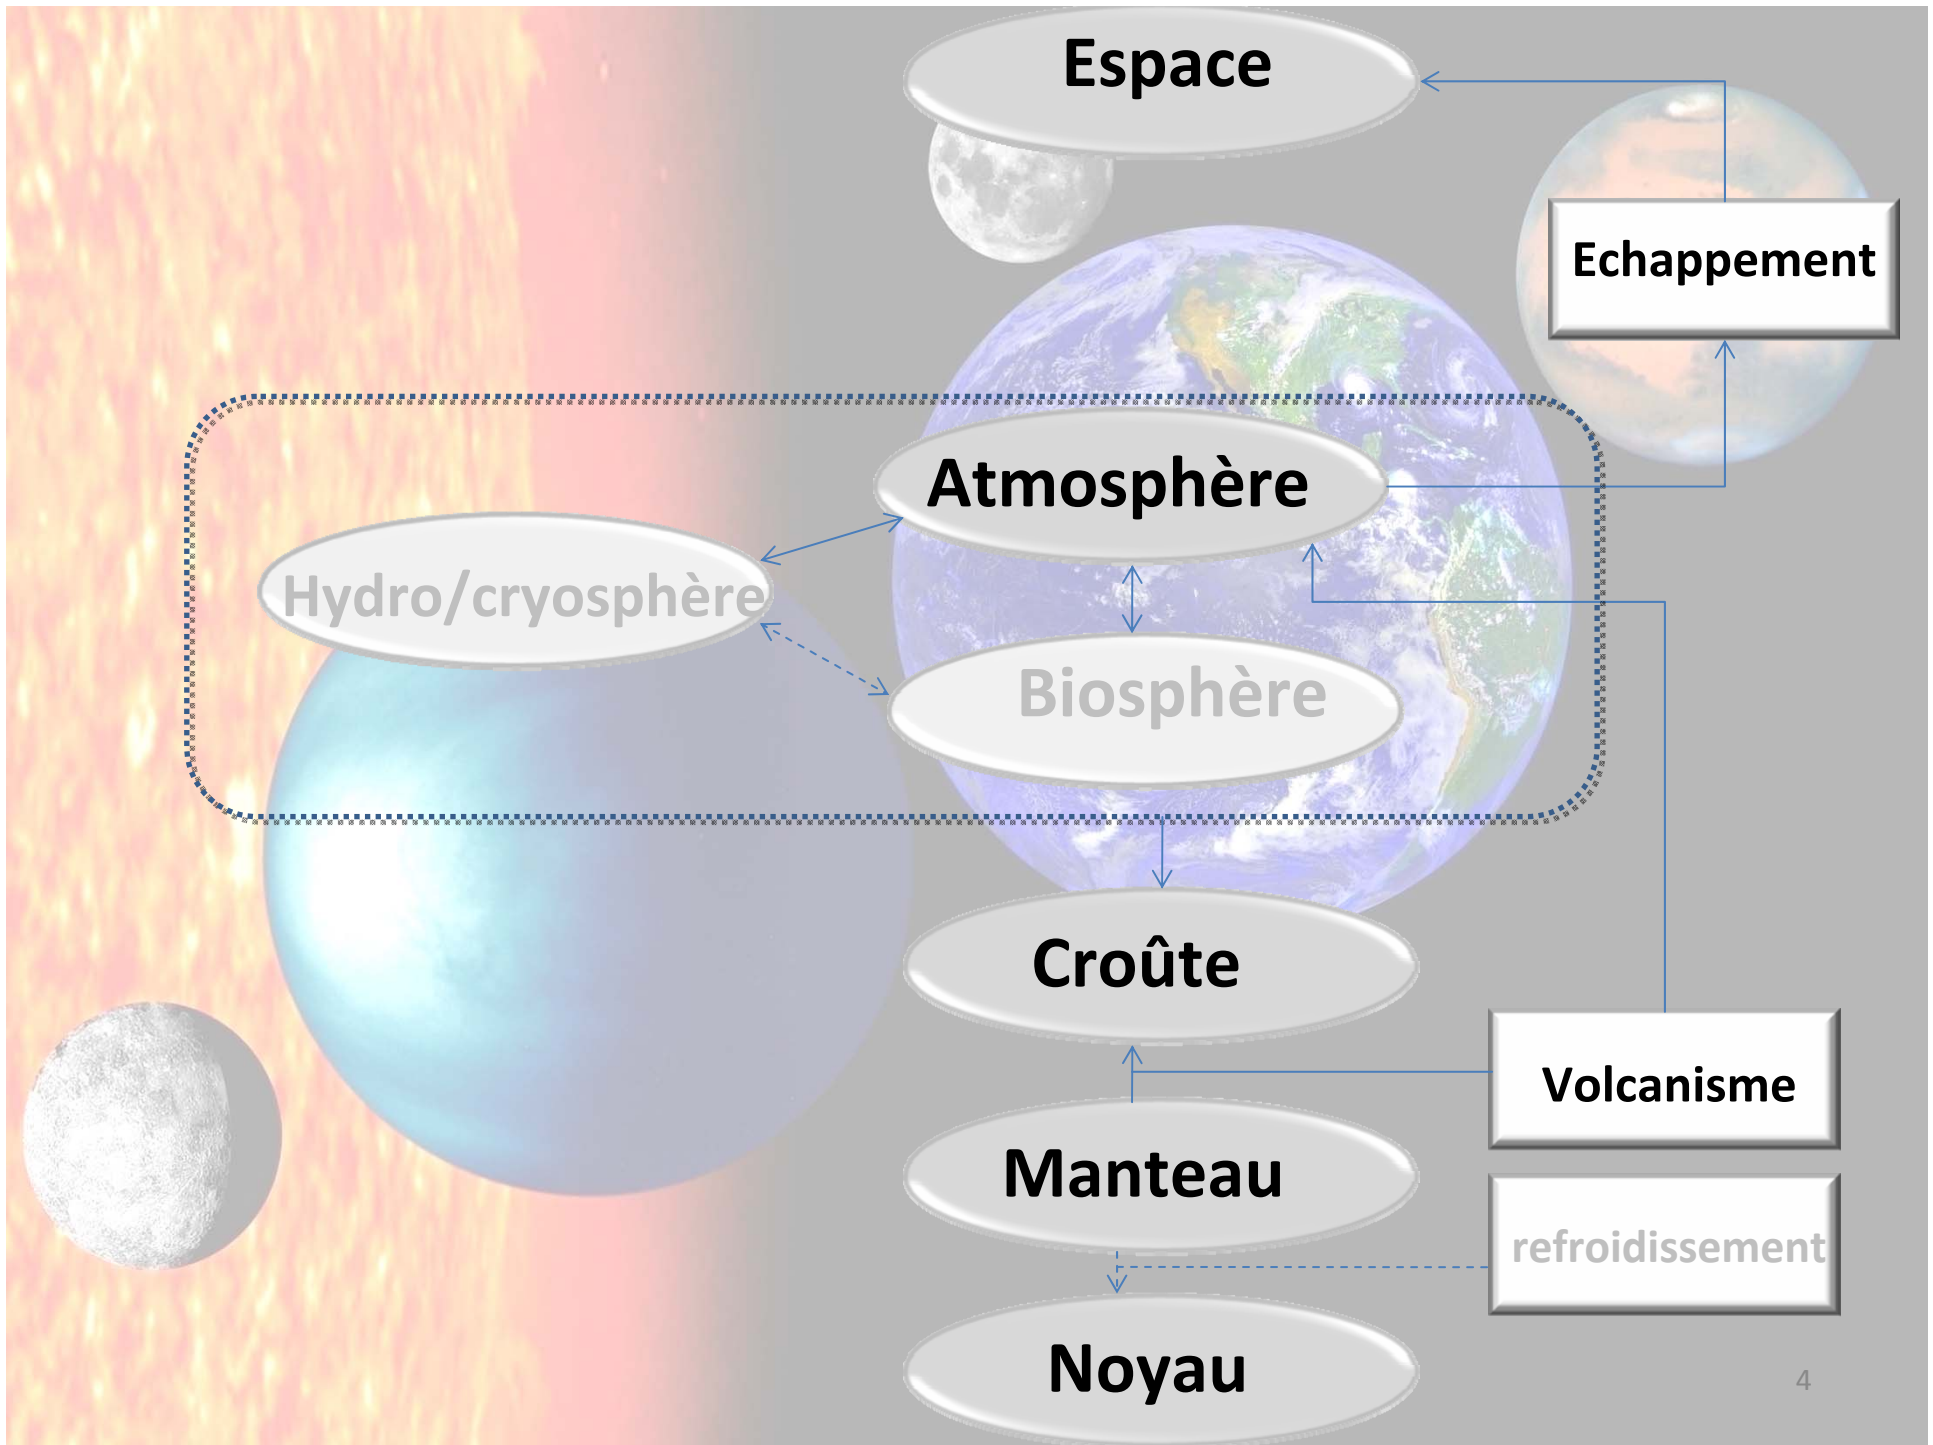 Espace
Echappement
Atmosphère
Hydro/cryosphère
Biosphère
Croûte
Volcanisme
Manteau
refroidissement
Noyau
4